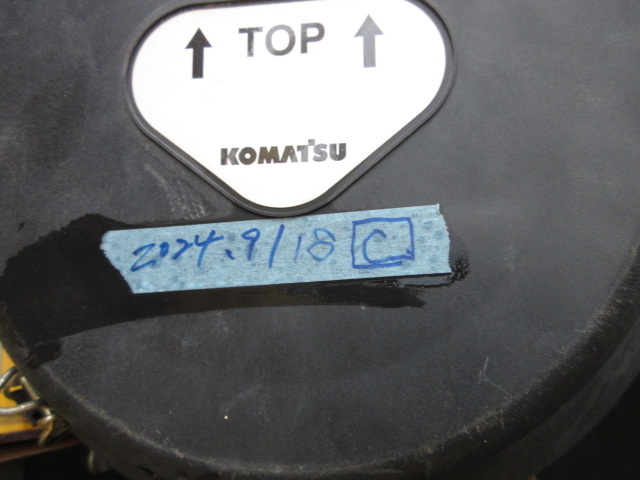 ↑ TOP ↑
KOMATSU
2024.9/18 C